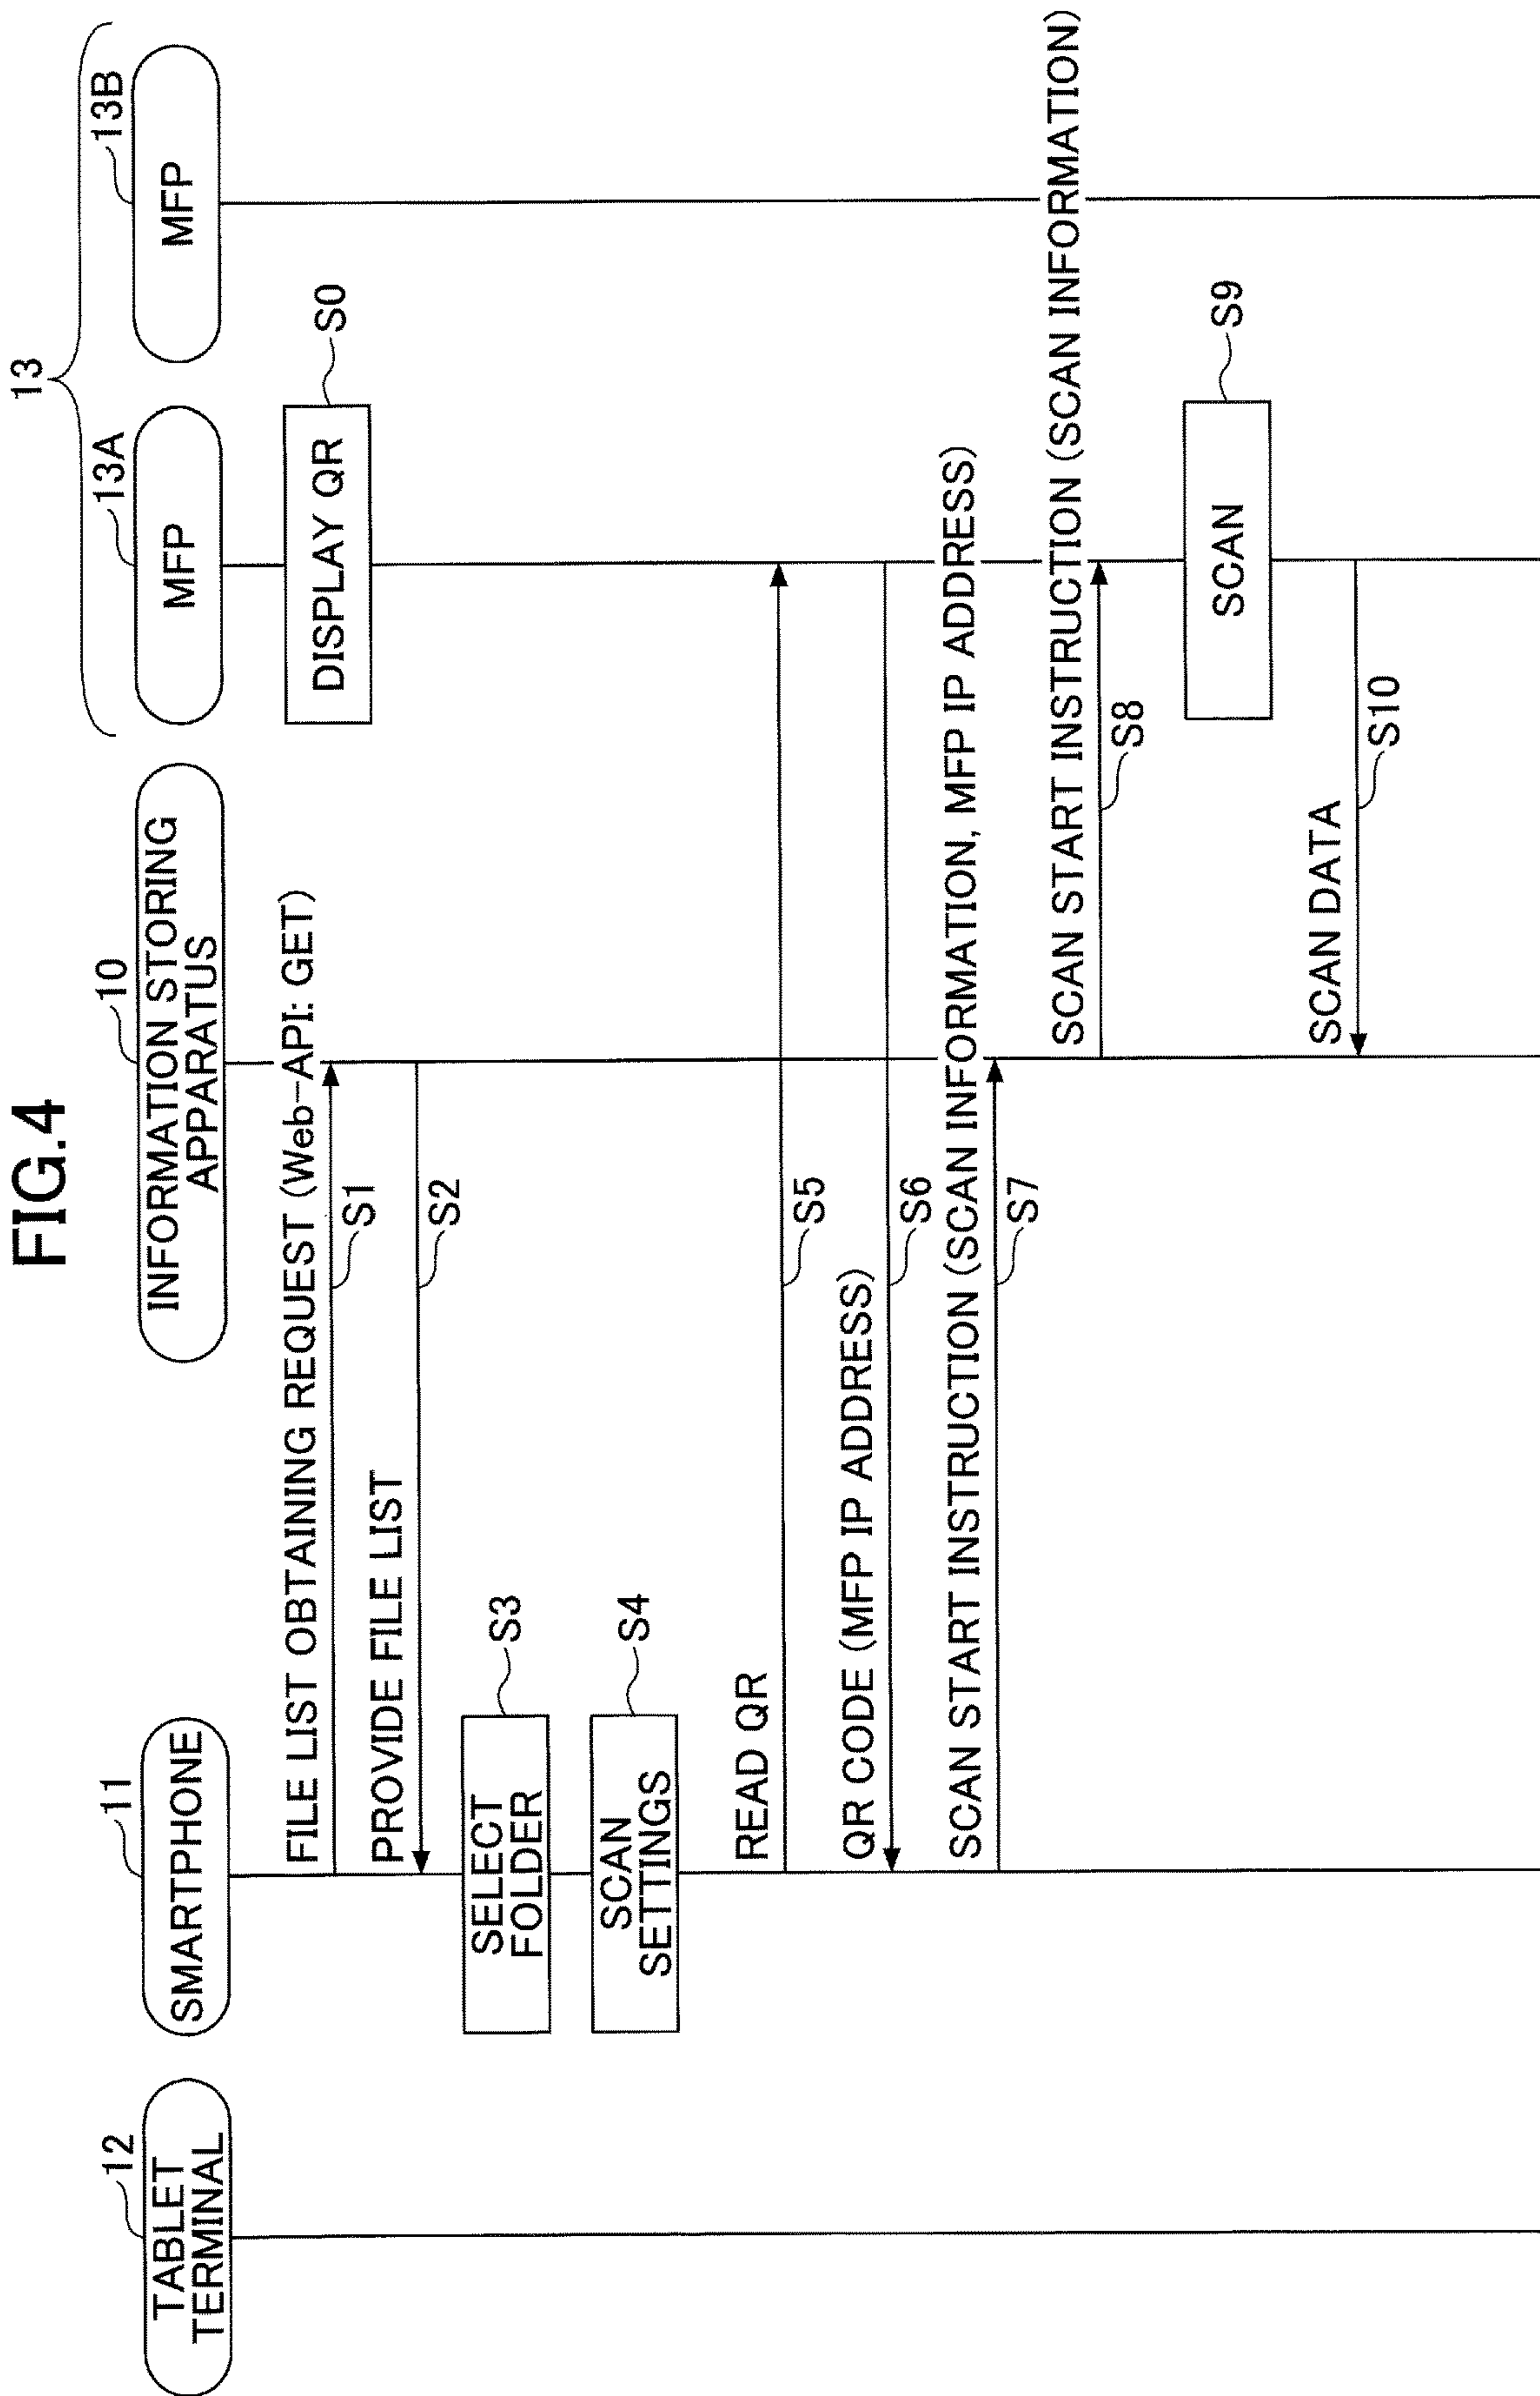 FIG.4
13
12
11
10
13A
13B
TABLET
TERMINAL
SMARTPHONE
INFORMATION STORING
APPARATUS
MFP
MFP
DISPLAY QR
S0
FILE LIST OBTAINING REQUEST (Web-API: GET)
S1
PROVIDE FILE LIST
S2
SELECT
FOLDER
S3
SCAN
SETTINGS
S4
READ QR
S5
QR CODE (MFP IP ADDRESS)
S6
SCAN START INSTRUCTION (SCAN INFORMATION, MFP IP ADDRESS)
S7
SCAN START INSTRUCTION (SCAN INFORMATION)
S8
SCAN
S9
SCAN DATA
S10